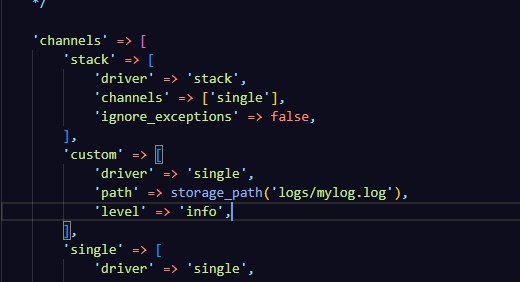 */
'channels' => [
'stack' => [
'driver' => 'stack',
'channels' => ['single'],
'ignore_exceptions' => false,
],
'custom' => [
'driver' => 'single',
'path' => storage_path('logs/mylog.log'),
'level' => 'info',
],
'single' => [
'driver' => 'single',